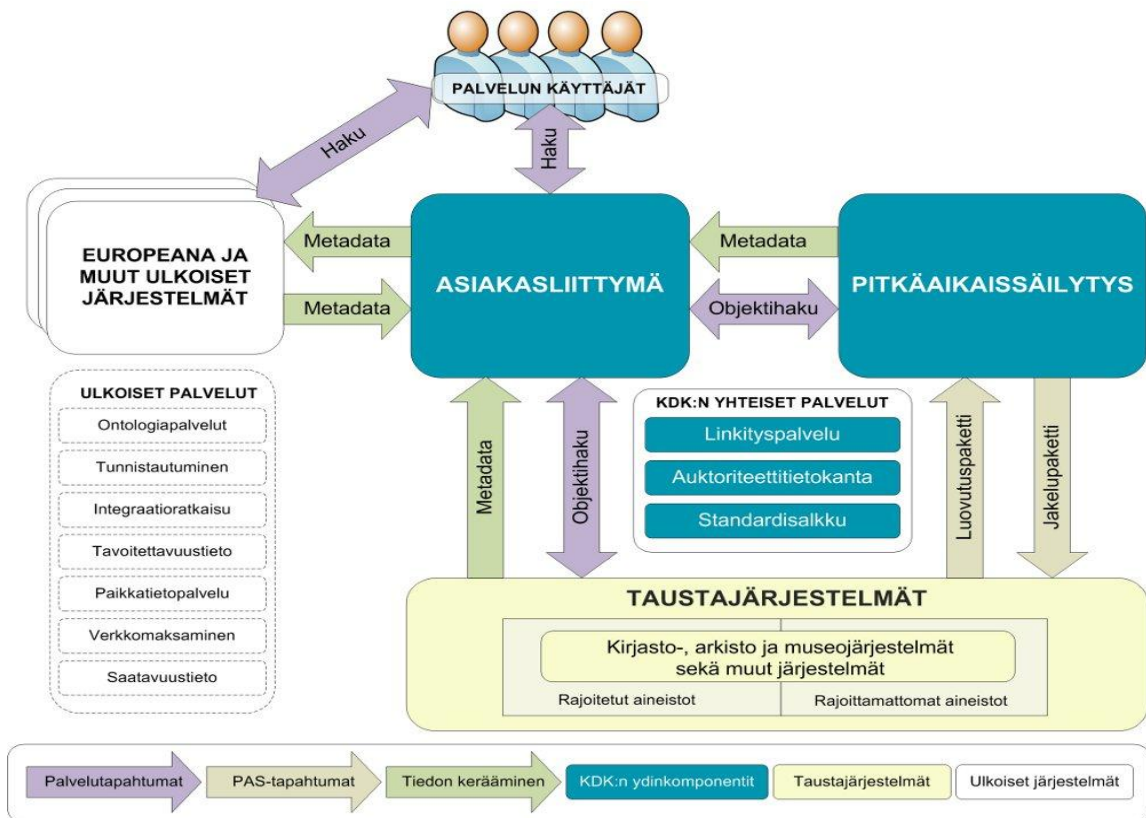 PALVELUN KÄYTTÄJÄT
Haku
Haku
EUROPEANA JA
MUUT ULKOISET
JÄRJESTELMÄT
Metadata
Metadata
ASIAKASLIITTYMÄ
Metadata
Objektihaku
PITKÄAIKAISSÄILYTYS
ULKOISET PALVELUT
Ontologiapalvelut
Tunnistautuminen
Integraatioratkaisu
Tavoitettavuustieto
Paikkatietopalvelu
Verkkomaksaminen
Saatavuustieto
Metadata
Objektihaku
KDK:N YHTEISET PALVELUT
Linkityspalvelu
Auktoriteettitietokanta
Standardisalkku
Luovutuspaketti
Jakelupaketti
TAUSTAJÄRJESTELMÄT
Kirjasto-, arkisto ja museojärjestelmät
sekä muut järjestelmät
Rajoitetut aineistot
Rajoittamattomat aineistot
Palvelutapahtumat
PAS-tapahtumat
Tiedon kerääminen
KDK:n ydinkomponentit
Taustajärjestelmät
Ulkoiset järjestelmät